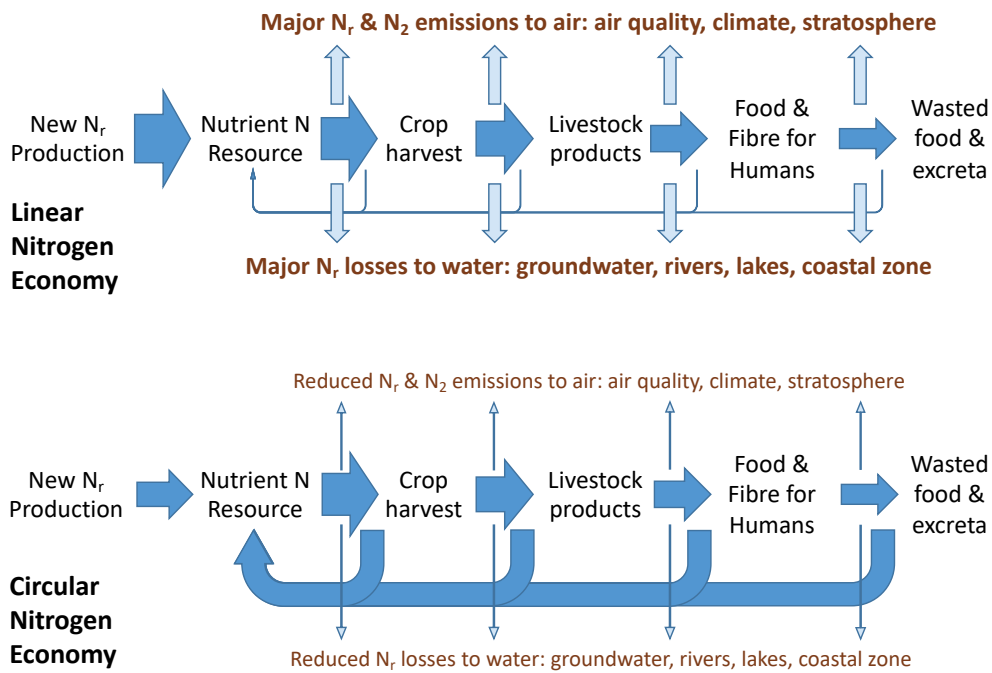 Major Nr & N2 emissions to air: air quality, climate, stratosphere
New Nr
Production
Nutrient N
Resource
Crop
harvest
Livestock
products
Food &
Fibre for
Humans
Wasted
food &
excreta
Linear
Nitrogen
Economy
Major Nr losses to water: groundwater, rivers, lakes, coastal zone
Reduced Nr & N2 emissions to air: air quality, climate, stratosphere
New Nr
Production
Nutrient N
Resource
Crop
harvest
Livestock
products
Food &
Fibre for
Humans
Wasted
food &
excreta
Circular
Nitrogen
Economy
Reduced Nr losses to water: groundwater, rivers, lakes, coastal zone